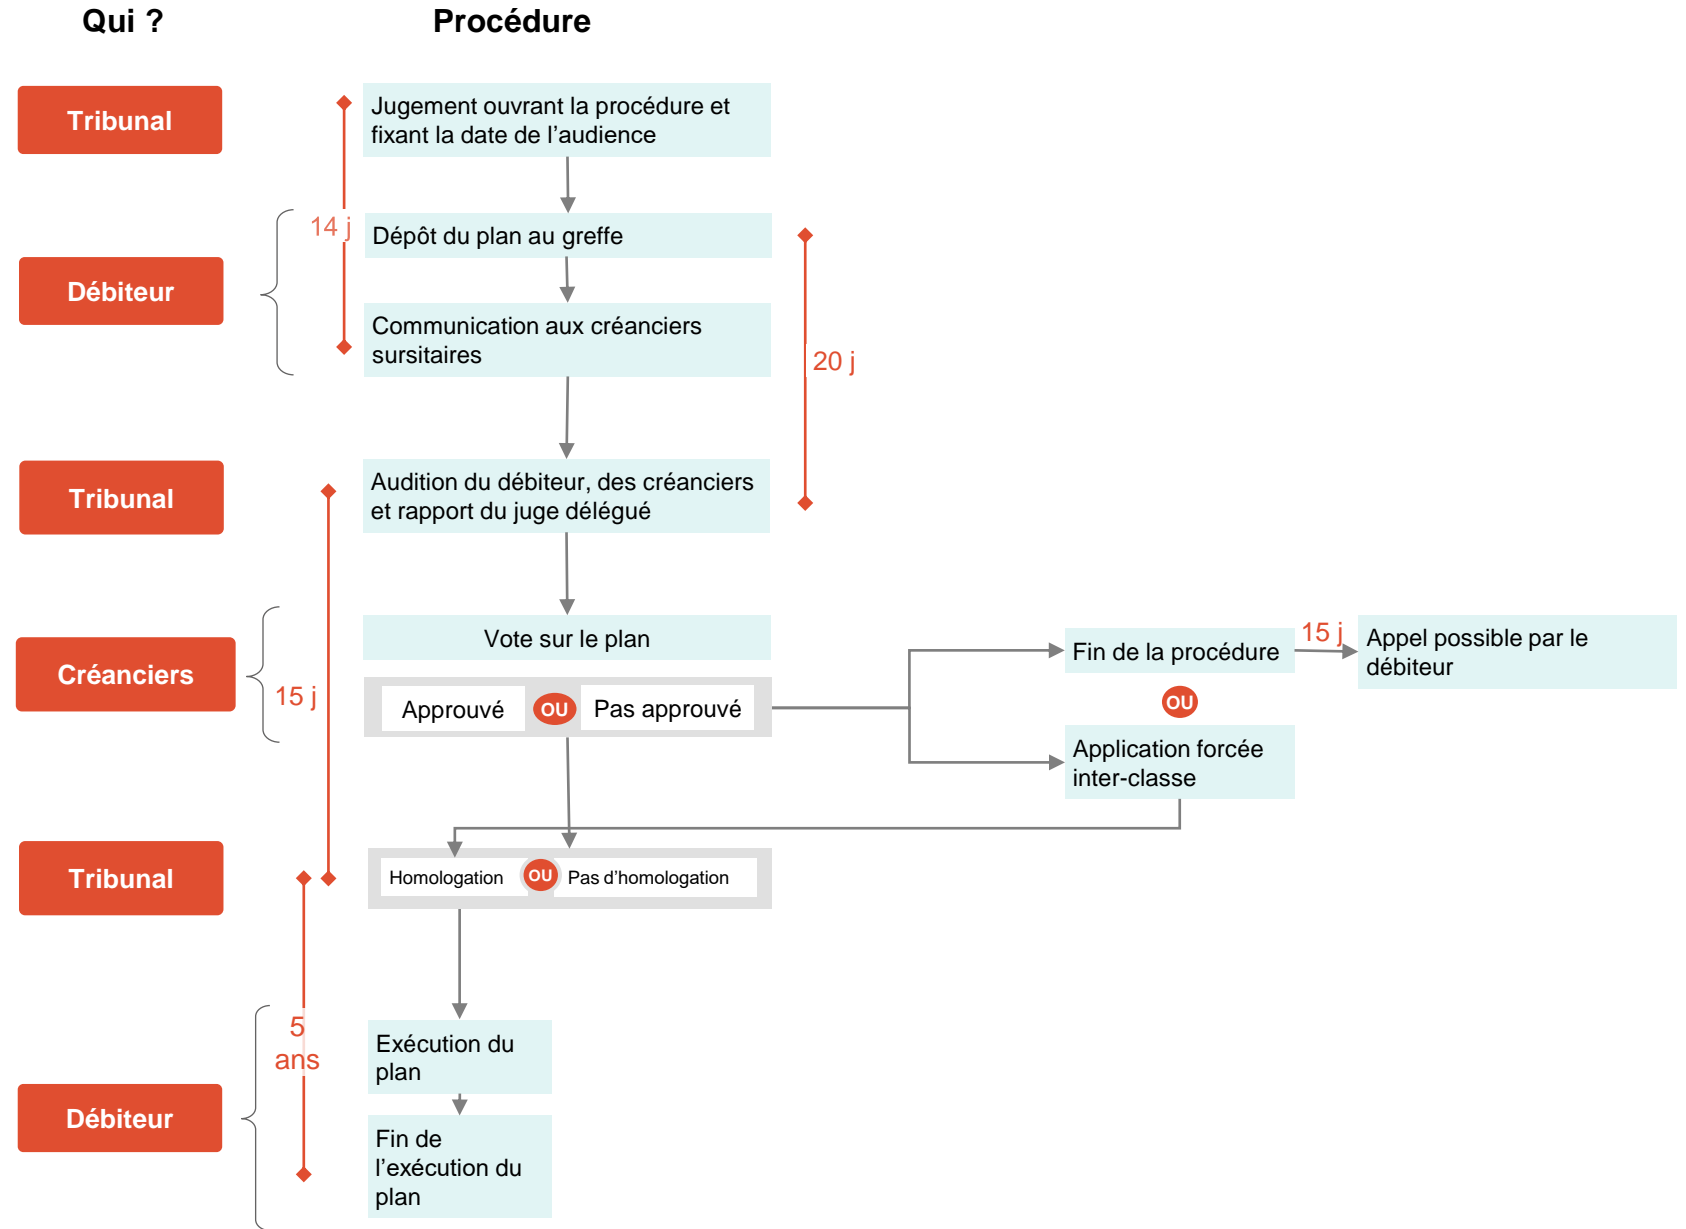 Qui ?
Procédure
Tribunal
Jugement ouvrant la procédure et
fixant la date de l’audience
14 j
Débiteur
Dépôt du plan au greffe
Communication aux créanciers
sursitaires
20 j
Tribunal
Audition du débiteur, des créanciers
et rapport du juge délégué
Créanciers
15 j
Vote sur le plan
Approuvé
OU
Pas approuvé
Fin de la procédure
15 j
Appel possible par le
débiteur
OU
Application forcée
inter-classe
Tribunal
Homologation
OU
Pas d’homologation
5
ans
Débiteur
Exécution du
plan
Fin de
l’exécution du
plan